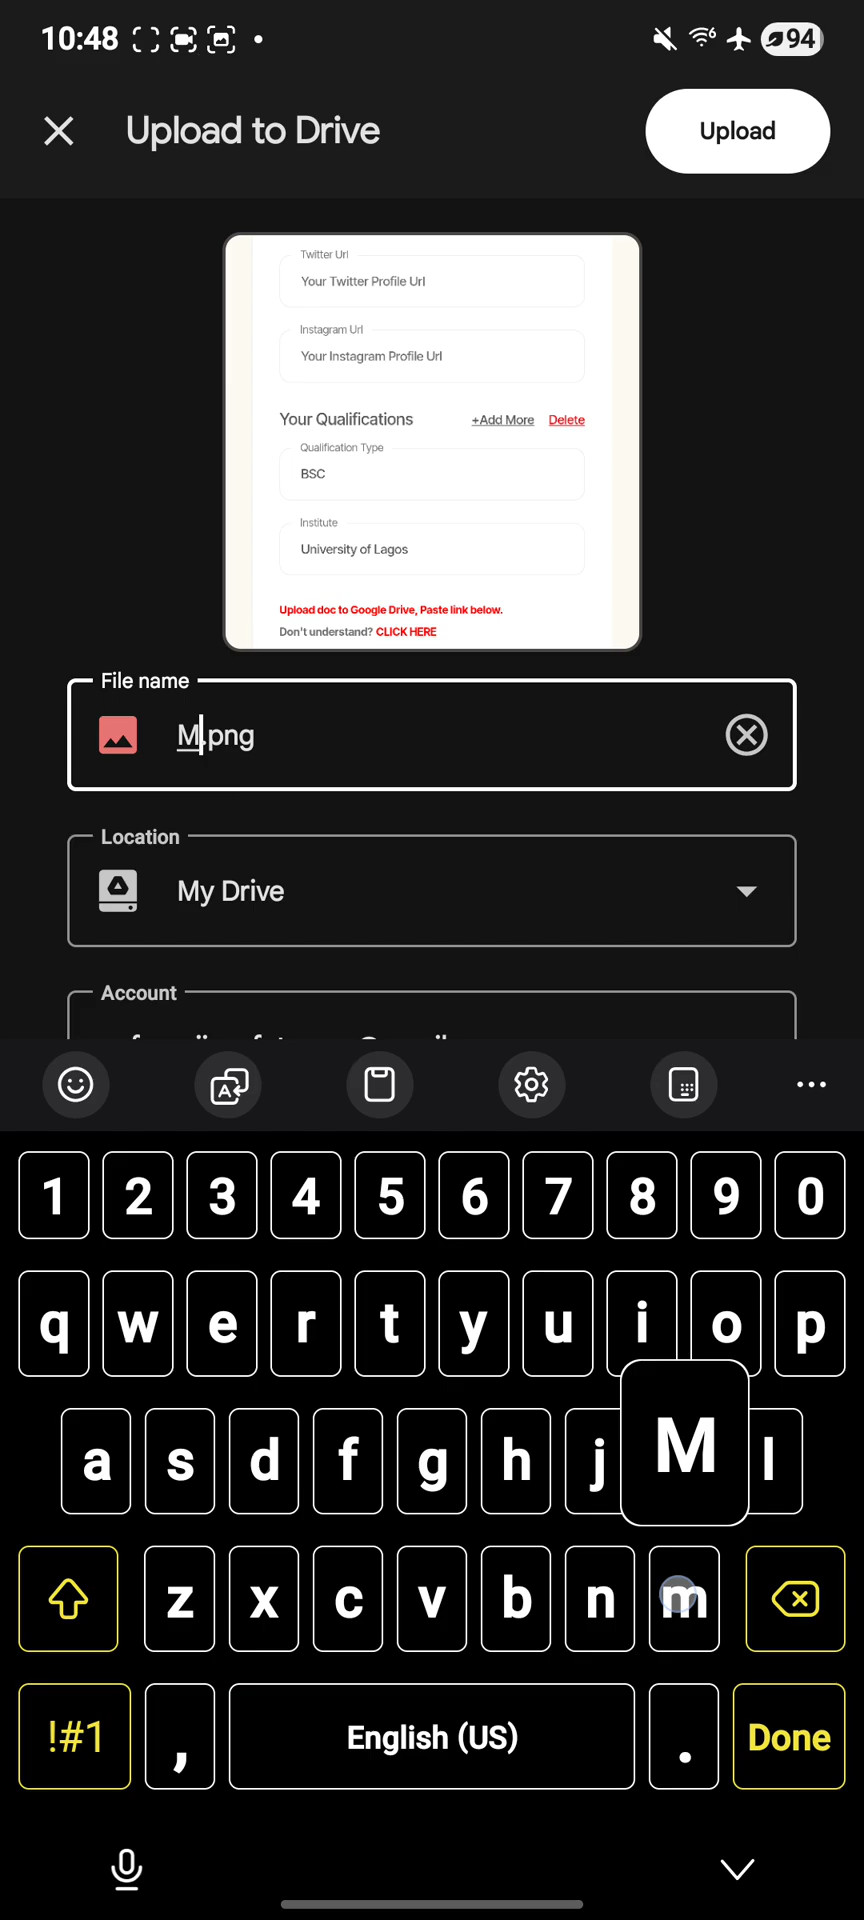 10:48
94
Upload to Drive
Upload
Twitter Url
Your Twitter Profile Url
Instagram Url
Your Instagram Profile Url
Your Qualifications +Add More Delete
Qualification Type
BSC
Institute
University of Lagos
Upload doc to Google Drive, Paste link below.
Don't understand? CLICK HERE
File name
M.png
Location
My Drive
Account
1 2 3 4 5 6 7 8 9 0
q w e r t y u i o p
a s d f g h j M l
z x c v b n m
!#1 , English (US) . Done